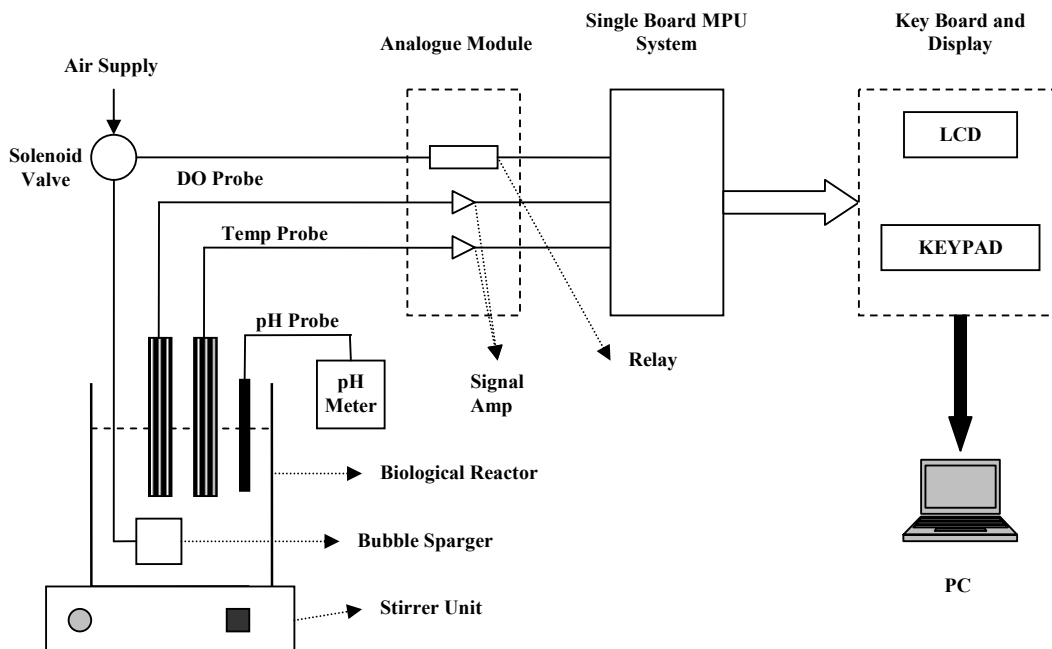 Single Board MPU
System
Key Board and
Display
Analogue Module
Air Supply
LCD
Solenoid
Valve
DO Probe
Temp Probe
KEYPAD
pH Probe
Relay
pH
Meter
Signal
Amp
Biological Reactor
Bubble Sparger
PC
Stirrer Unit